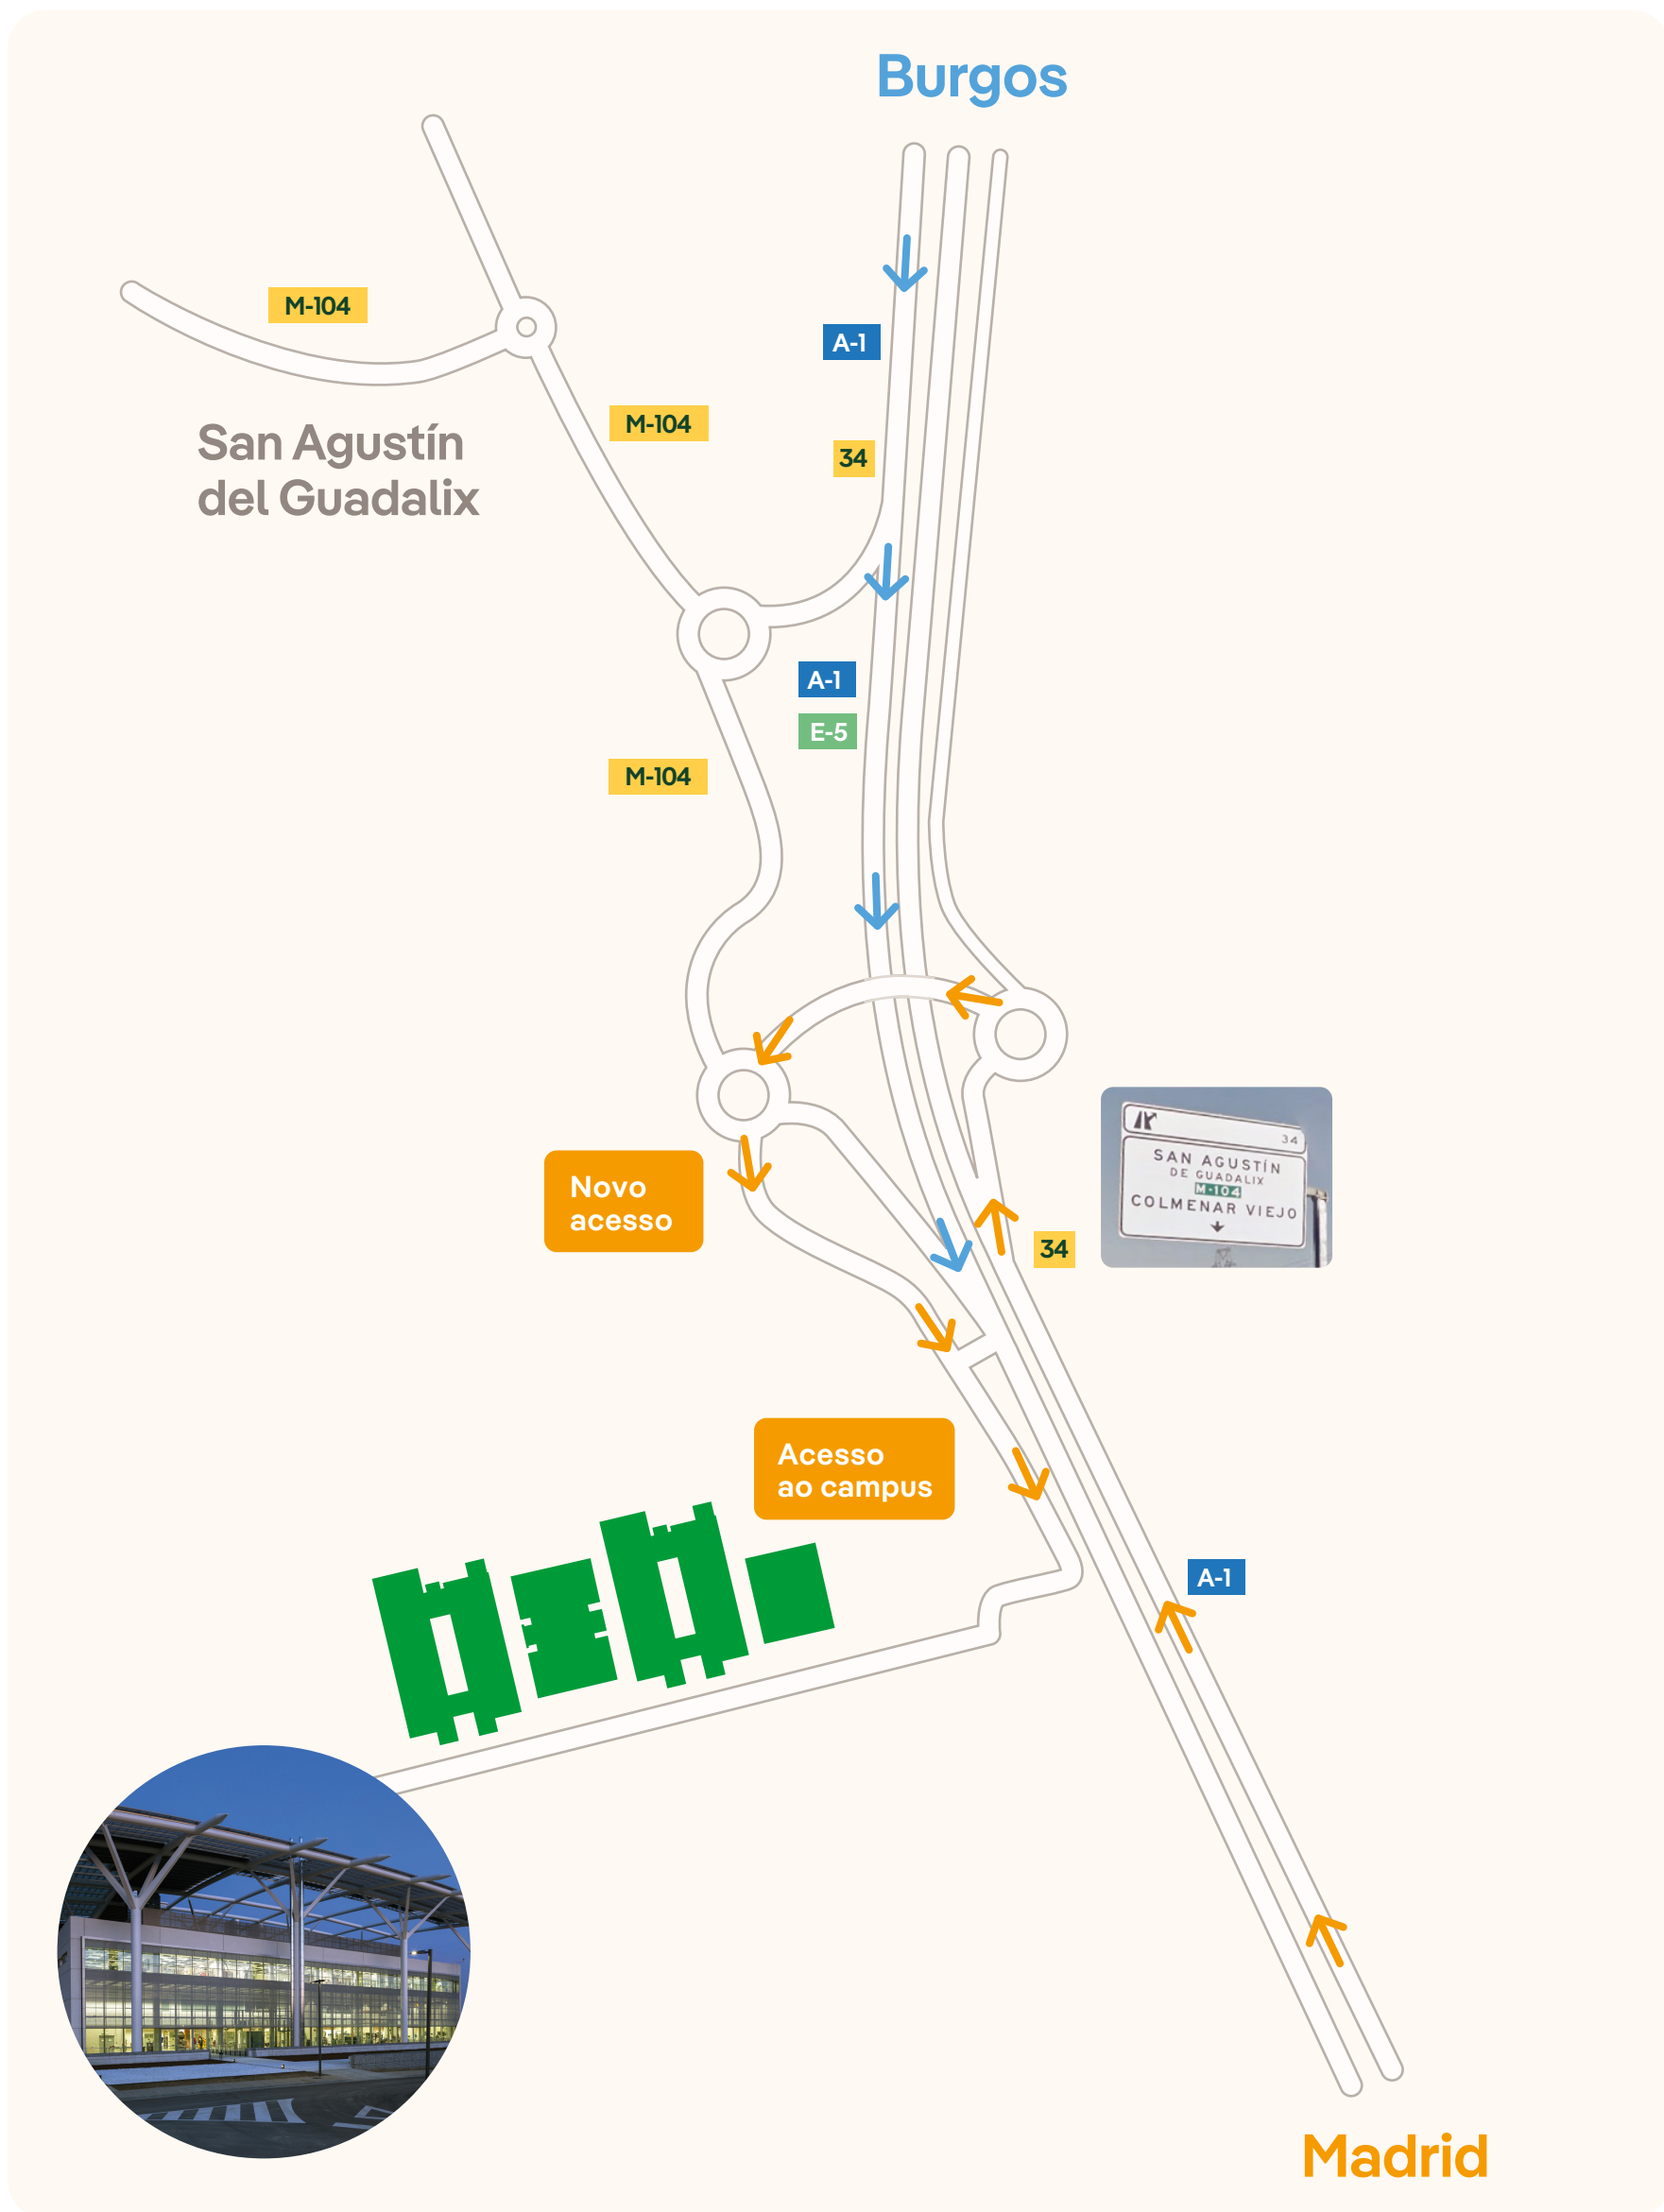 Burgos
M-104
A-1
M-104
San Agustín
del Guadalix
34
A-1
E-5
M-104
34
SAN AGUSTÍN
DE GUADALIX
M-104
COLMENAR VIEJO
Novo
acesso
34
Acesso
ao campus
A-1
Madrid